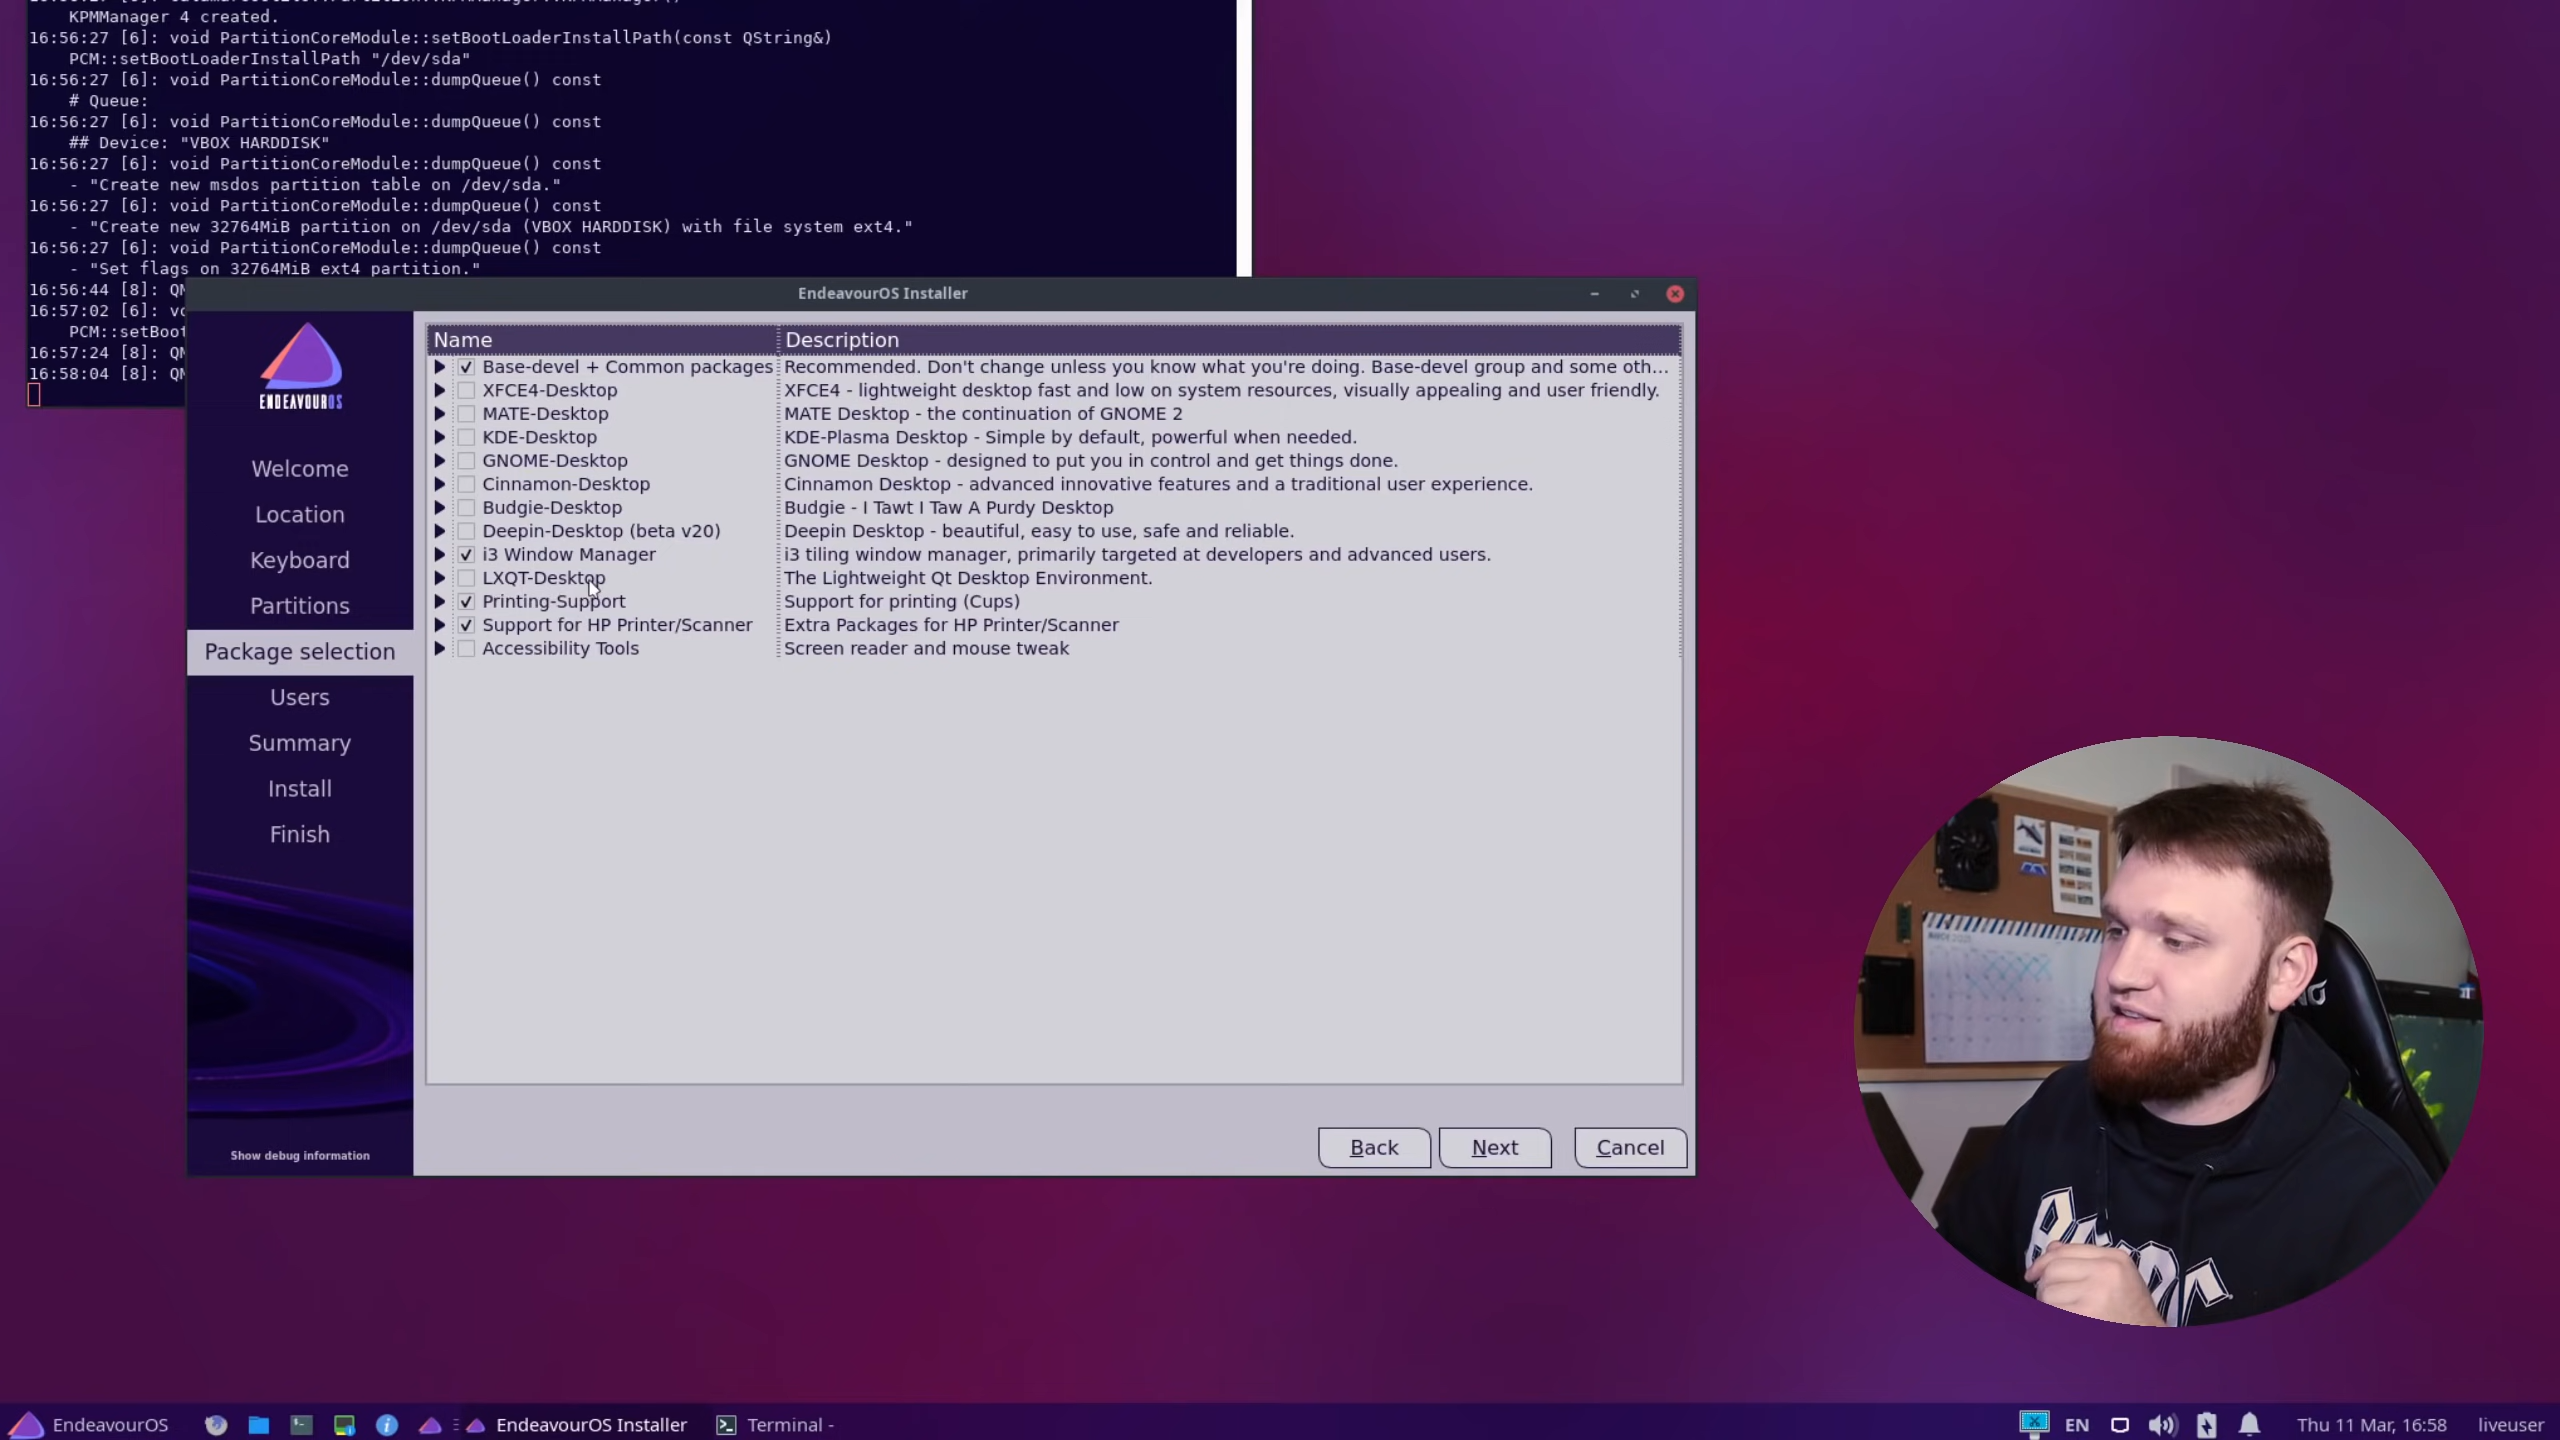 KPMManager 4 created.
16:56:27 [6]: void PartitionCoreModule::setBootLoaderInstallPath(const QString&)
PCM::setBootLoaderInstallPath "/dev/sda"
16:56:27 [6]: void PartitionCoreModule::dumpQueue() const
# Queue:
16:56:27 [6]: void PartitionCoreModule::dumpQueue() const
## Device: "VBOX HARDDISK"
16:56:27 [6]: void PartitionCoreModule::dumpQueue() const
- "Create new msdos partition table on /dev/sda."
16:56:27 [6]: void PartitionCoreModule::dumpQueue() const
- "Create new 32764MiB partition on /dev/sda (VBOX HARDDISK) with file system ext4."
16:56:27 [6]: void PartitionCoreModule::dumpQueue() const
- "Set flags on 32764MiB ext4 partition."
16:56:44 [8]: QM
16:57:02 [6]: vo
PCM::setBoot
16:57:24 [8]: QM
16:58:04 [8]: QM
EndeavourOS Installer
ENDEAVOUROS
Welcome
Location
Keyboard
Partitions
Package selection
Users
Summary
Install
Finish
Show debug information
Name Description
Base-devel + Common packages Recommended. Don't change unless you know what you're doing. Base-devel group and some oth...
XFCE4-Desktop XFCE4 - lightweight desktop fast and low on system resources, visually appealing and user friendly.
MATE-Desktop MATE Desktop - the continuation of GNOME 2
KDE-Desktop KDE-Plasma Desktop - Simple by default, powerful when needed.
GNOME-Desktop GNOME Desktop - designed to put you in control and get things done.
Cinnamon-Desktop Cinnamon Desktop - advanced innovative features and a traditional user experience.
Budgie-Desktop Budgie - I Tawt I Taw A Purdy Desktop
Deepin-Desktop (beta v20) Deepin Desktop - beautiful, easy to use, safe and reliable.
i3 Window Manager i3 tiling window manager, primarily targeted at developers and advanced users.
LXQT-Desktop The Lightweight Qt Desktop Environment.
Printing-Support Support for printing (Cups)
Support for HP Printer/Scanner Extra Packages for HP Printer/Scanner
Accessibility Tools Screen reader and mouse tweak
Back Next Cancel
EndeavourOS EndeavourOS Installer Terminal - EN Thu 11 Mar, 16:58 liveuser